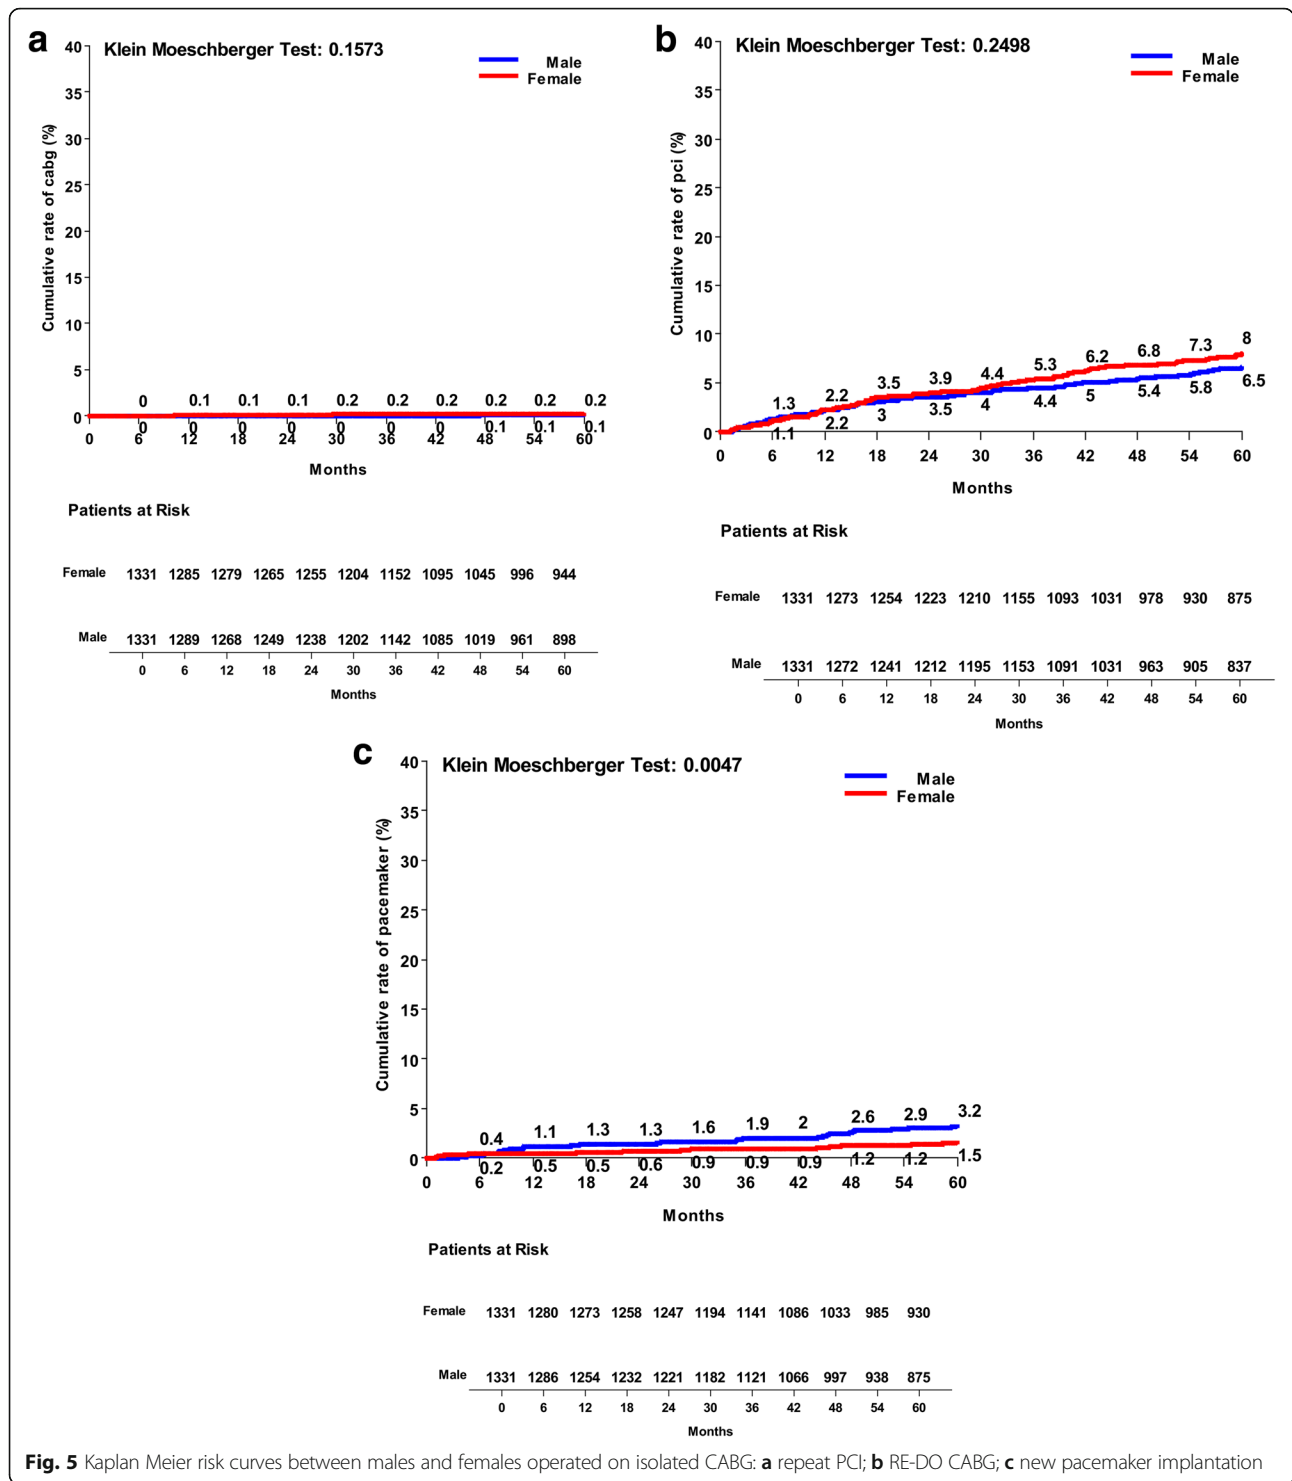 a
Klein Moeschberger Test: 0.1573
Male
Female
Cumulative rate of cabg (%)
40
35
30
25
20
15
10
5
0
0 0.1 0.1 0.1 0.2 0.2 0.2 0.2 0.2 0.2
0 0 0 0 0 0 0 0.1 0.1 0.1
0 6 12 18 24 30 36 42 48 54 60
Months
Patients at Risk
Female 1331 1285 1279 1265 1255 1204 1152 1095 1045 996 944
Male 1331 1289 1268 1249 1238 1202 1142 1085 1019 961 898
0 6 12 18 24 30 36 42 48 54 60
Months
b
Klein Moeschberger Test: 0.2498
Male
Female
Cumulative rate of pci (%)
40
35
30
25
20
15
10
5
0
1.3 2.2 3.5 3.9 4.4 5.3 6.2 6.8 7.3 8
1.1 2.2 3 3.5 4 4.4 5 5.4 5.8 6.5
0 6 12 18 24 30 36 42 48 54 60
Months
Patients at Risk
Female 1331 1273 1254 1223 1210 1155 1093 1031 978 930 875
Male 1331 1272 1241 1212 1195 1153 1091 1031 963 905 837
0 6 12 18 24 30 36 42 48 54 60
Months
c
Klein Moeschberger Test: 0.0047
Male
Female
Cumulative rate of pacemaker (%)
40
35
30
25
20
15
10
5
0
0.4 1.1 1.3 1.3 1.6 1.9 2 2.6 2.9 3.2
0.2 0.5 0.5 0.6 0.9 0.9 0.9 1.2 1.2 1.5
0 6 12 18 24 30 36 42 48 54 60
Months
Patients at Risk
Female 1331 1280 1273 1258 1247 1194 1141 1086 1033 985 930
Male 1331 1286 1254 1232 1221 1182 1121 1066 997 938 875
0 6 12 18 24 30 36 42 48 54 60
Months
Fig. 5 Kaplan Meier risk curves between males and females operated on isolated CABG: a repeat PCI; b RE-DO CABG; c new pacemaker implantation